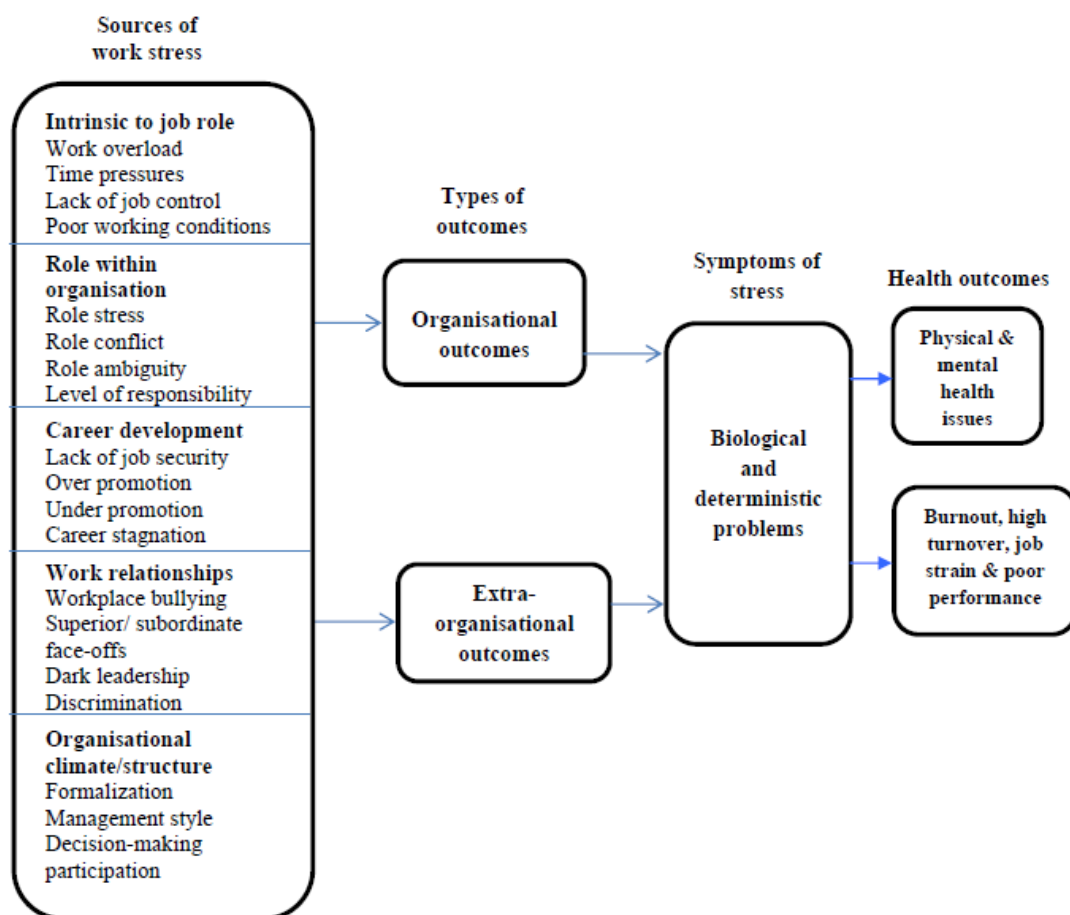 Sources of
work stress
Intrinsic to job role
Work overload
Time pressures
Lack of job control
Poor working conditions
Role within
organisation
Role stress
Role conflict
Role ambiguity
Level of responsibility
Career development
Lack of job security
Over promotion
Under promotion
Career stagnation
Work relationships
Workplace bullying
Superior/ subordinate
face-offs
Dark leadership
Discrimination
Organisational
climate/structure
Formalization
Management style
Decision-making
participation
Types of
outcomes
Organisational
outcomes
Extra-
organisational
outcomes
Symptoms of
stress
Biological
and
deterministic
problems
Health outcomes
Physical &
mental
health
issues
Burnout, high
turnover, job
strain & poor
performance